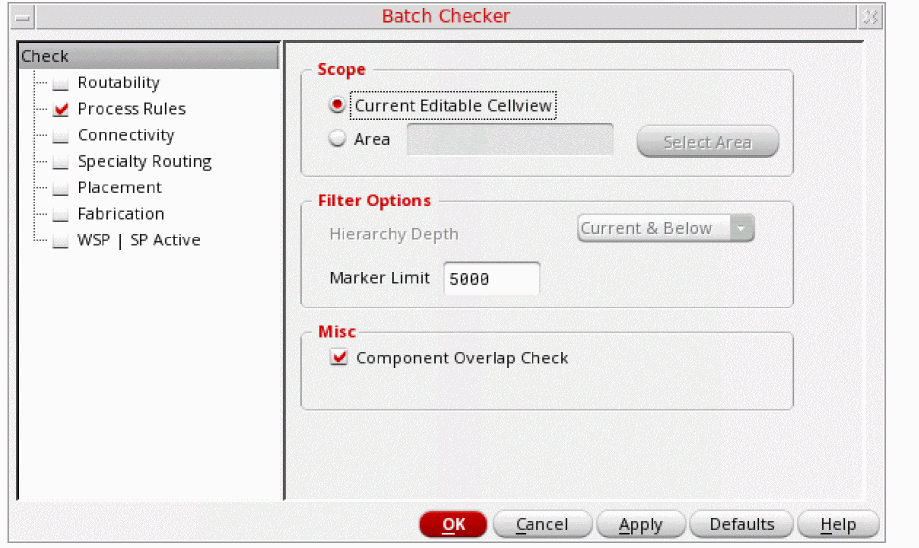 Batch Checker
Check
Routability
Process Rules
Connectivity
Specialty Routing
Placement
Fabrication
WSP | SP Active
Scope
Current Editable Cellview
Area
Select Area
Filter Options
Hierarchy Depth
Current & Below
Marker Limit 5000
Misc
Component Overlap Check
OK Cancel Apply Defaults Help